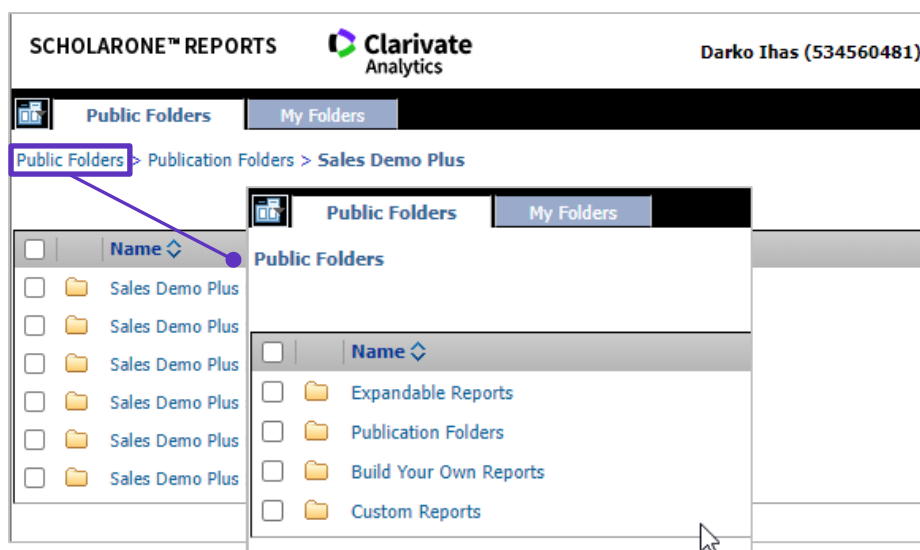 SCHOLARONE™ REPORTS
Clarivate
Analytics
Darko Ihas (534560481)
Public Folders
My Folders
Public Folders > Publication Folders > Sales Demo Plus
Name
Sales Demo Plus
Sales Demo Plus
Sales Demo Plus
Sales Demo Plus
Sales Demo Plus
Sales Demo Plus
Public Folders
My Folders
Public Folders
Name
Expandable Reports
Publication Folders
Build Your Own Reports
Custom Reports